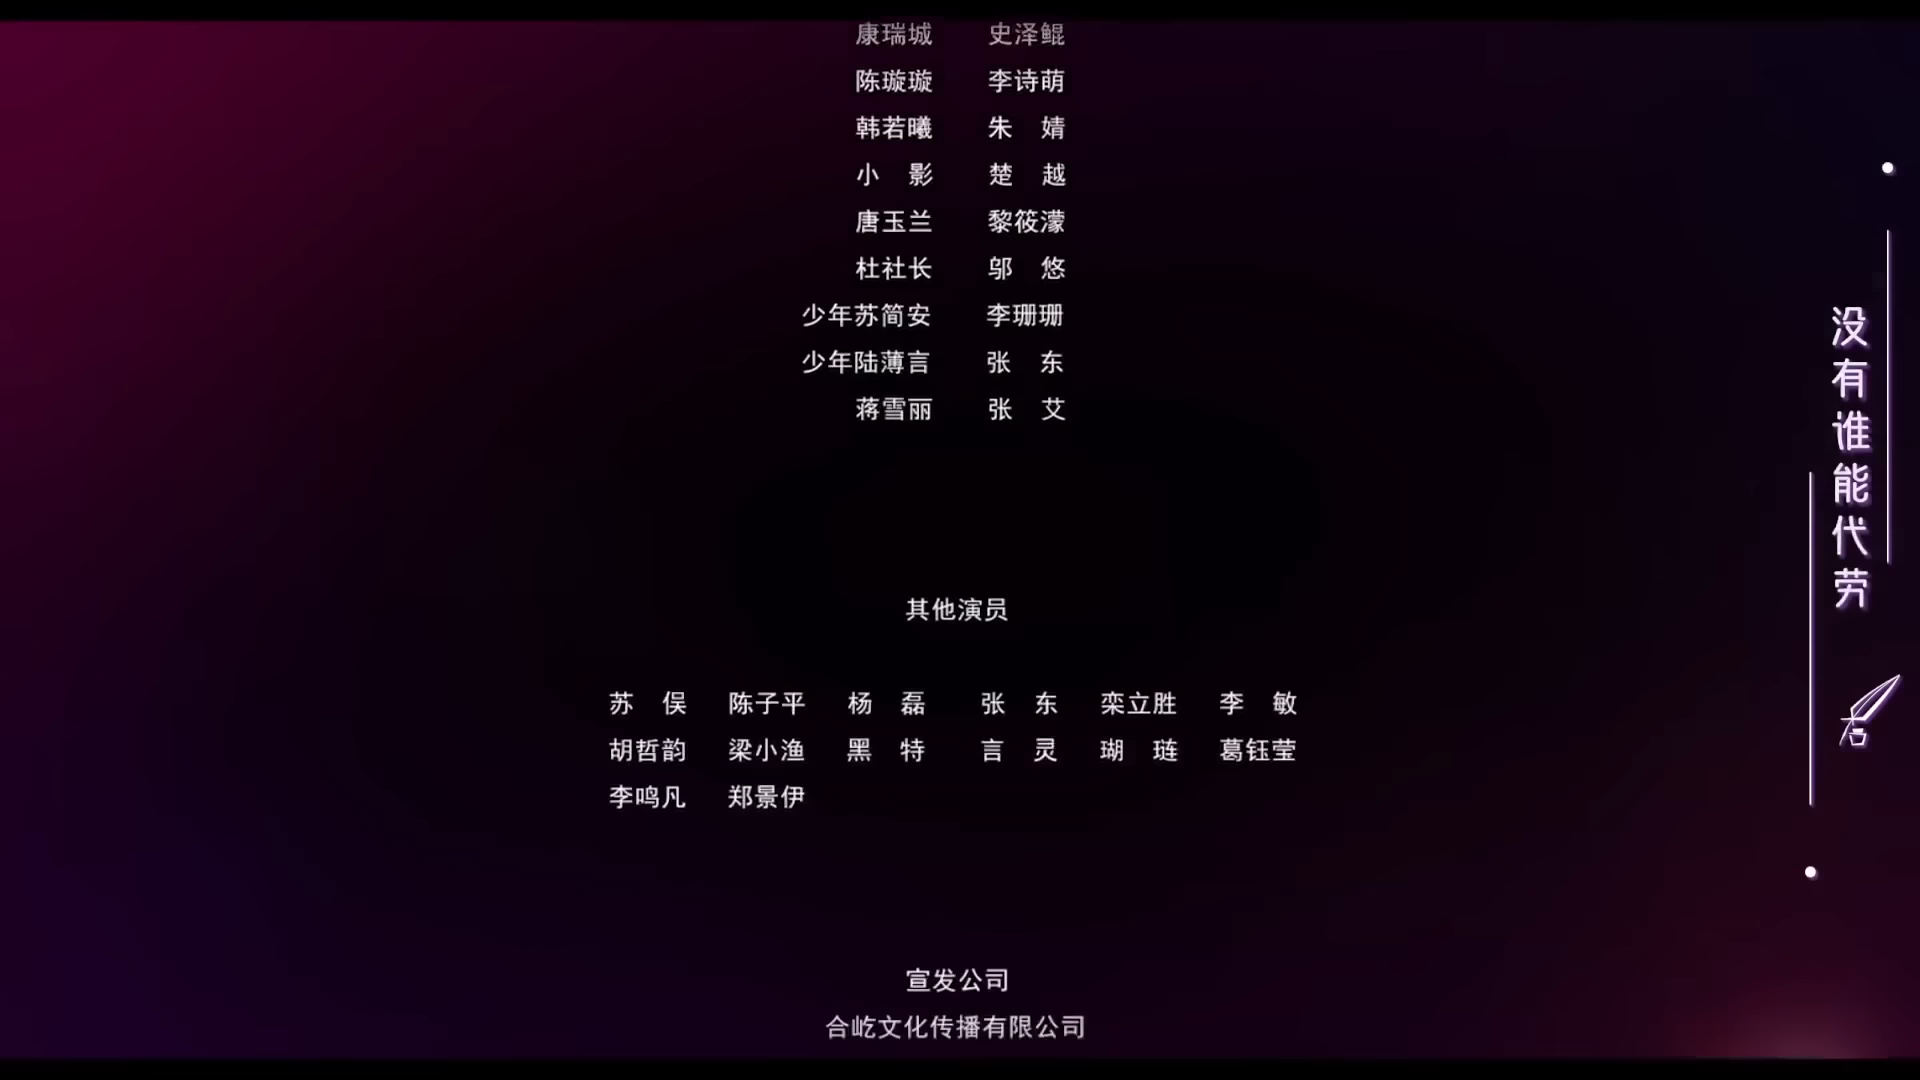 康瑞城 史泽鲲
陈璇璇 李诗萌
韩若曦 朱 婧
小 影 楚 越
唐玉兰 黎筱濛
杜社长 邬 悠
少年苏简安 李珊珊
少年陆薄言 张 东
蒋雪丽 张 艾
其他演员
苏 俣 陈子平 杨 磊 张 东 栾立胜 李 敏
胡哲韵 梁小渔 黑 特 言 灵 瑚 琏 葛钰莹
李鸣凡 郑景伊
宣发公司
合屹文化传播有限公司
没有谁能代劳